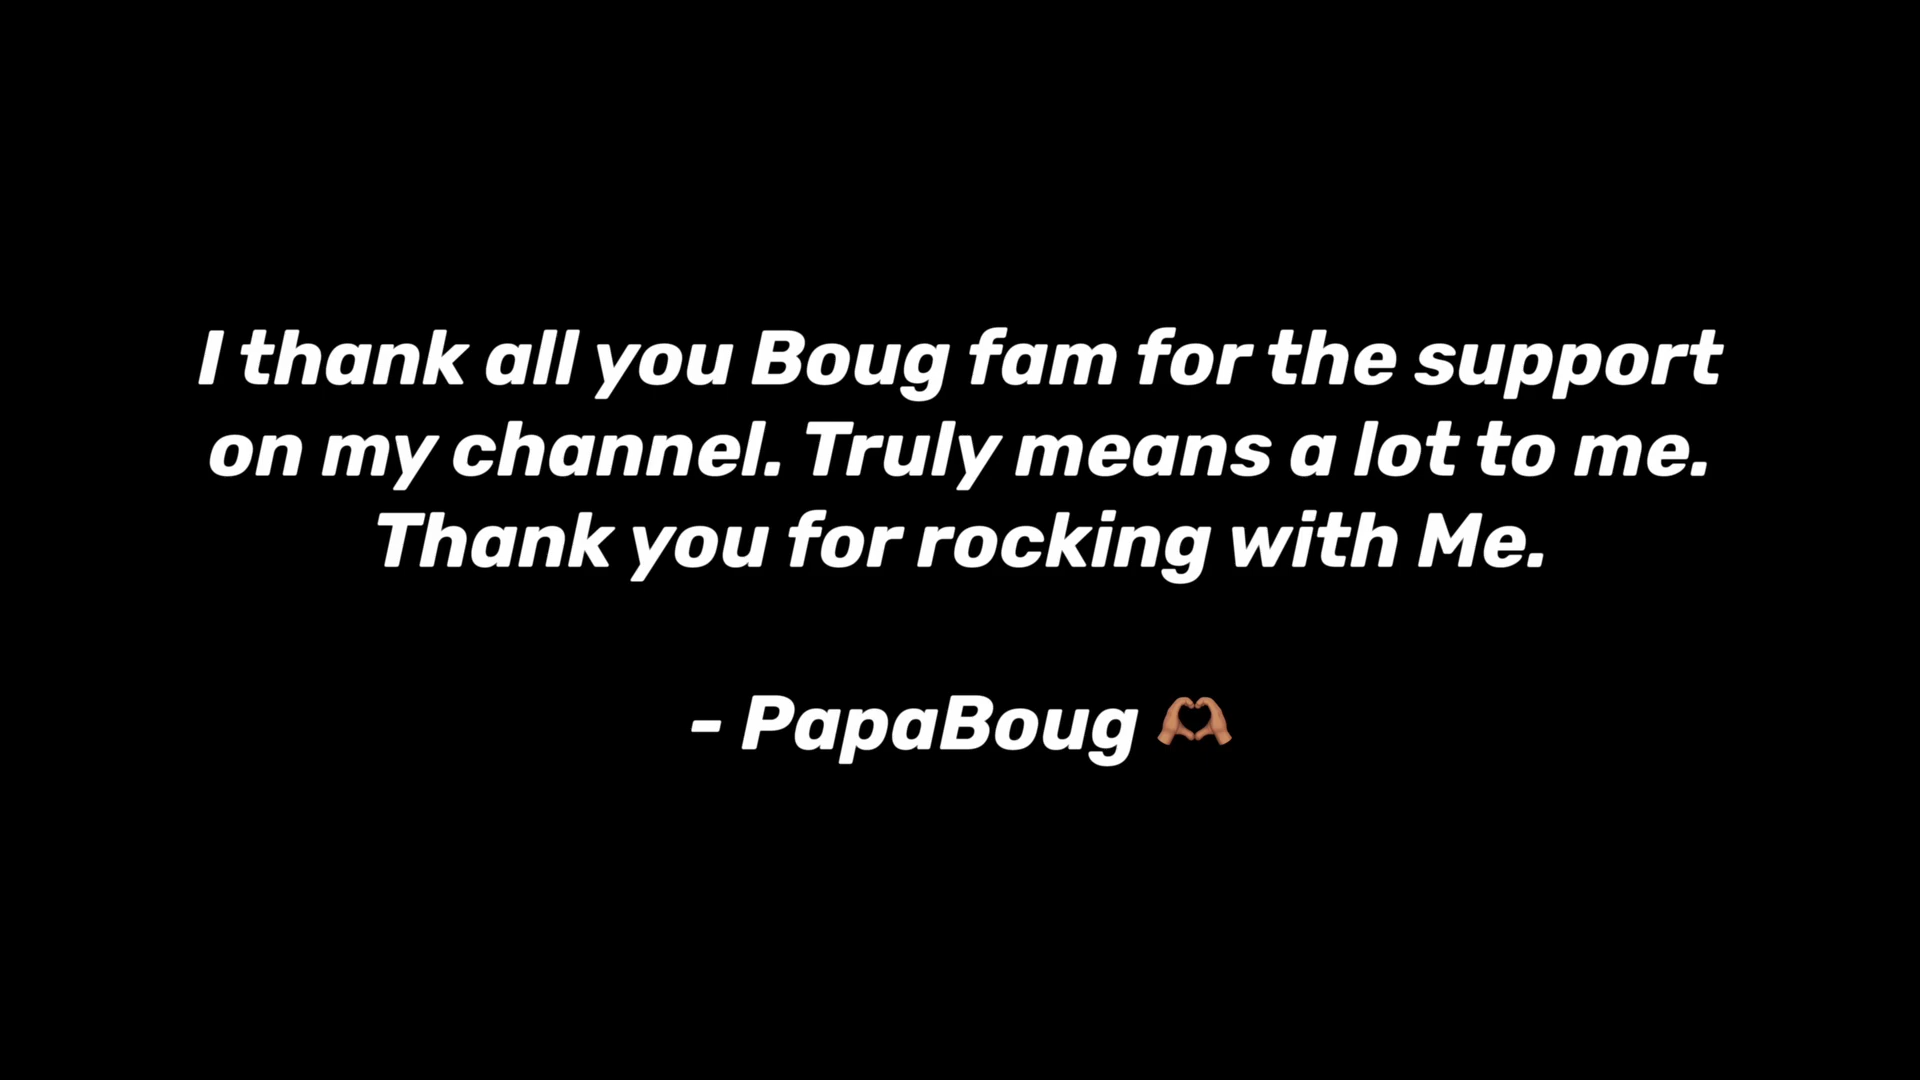 I thank all you Boug fam for the support
on my channel. Truly means a lot to me.
Thank you for rocking with Me.
- PapaBoug 🫶🏽